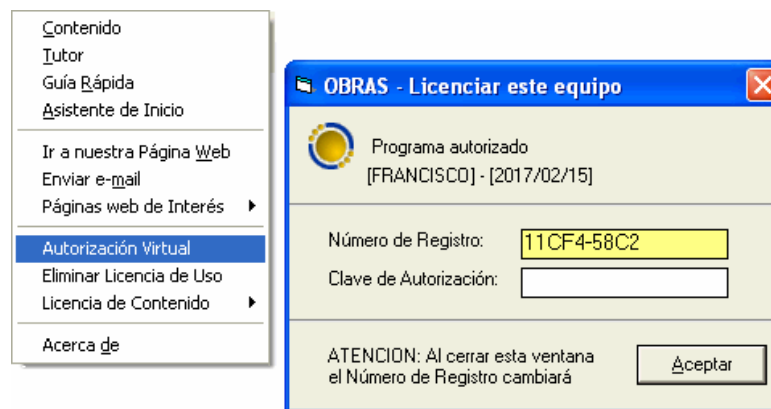 Contenido
Tutor
Guía Rápida
Asistente de Inicio
Ir a nuestra Página Web
Enviar e-mail
Páginas web de Interés
Autorización Virtual
Eliminar Licencia de Uso
Licencia de Contenido
Acerca de
OBRAS - Licenciar este equipo
Programa autorizado
[FRANCISCO] - [2017/02/15]
Número de Registro: 11CF4-58C2
Clave de Autorización:
ATENCION: Al cerrar esta ventana
el Número de Registro cambiará
Aceptar